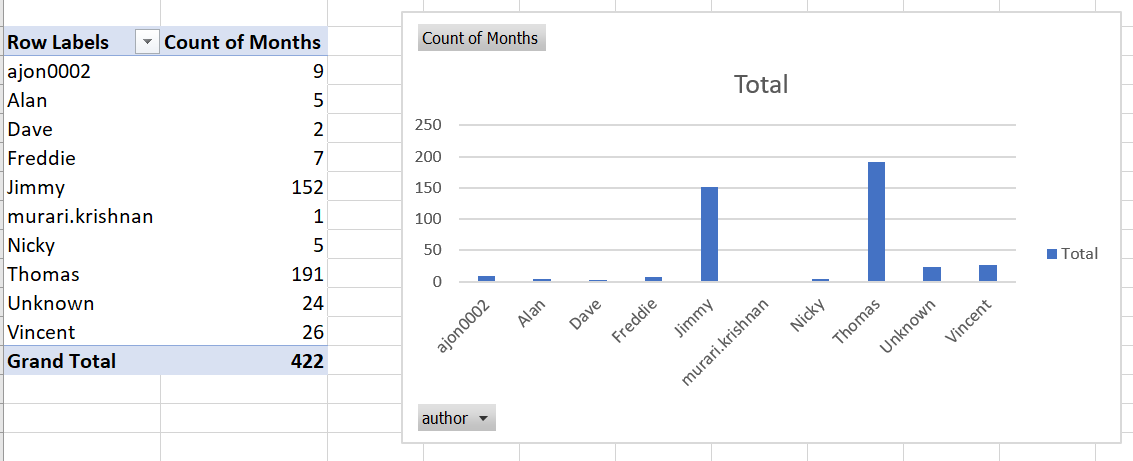 Row Labels Count of Months
ajon0002 9
Alan 5
Dave 2
Freddie 7
Jimmy 152
murari.krishnan 1
Nicky 5
Thomas 191
Unknown 24
Vincent 26
Grand Total 422
Count of Months
Total
250
200
150
100
50
0
ajon0002 Alan Dave Freddie Jimmy murari.krishnan Nicky Thomas Unknown Vincent
Total
author